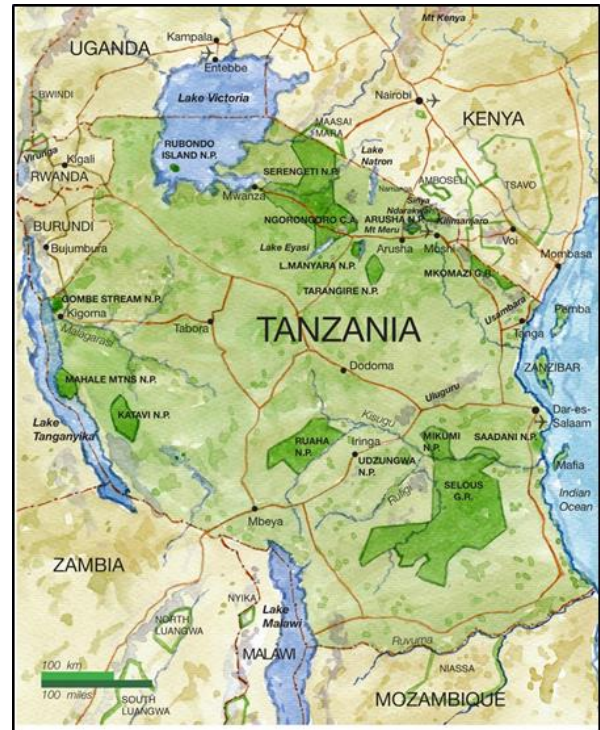 Mt Kenya
Kampala
UGANDA
Entebbe
BWINDI
Lake Victoria
Nairobi
KENYA
MAASAI
MARA
Virunga
Kigali
RWANDA
RUBONDO
ISLAND N.P.
Lake
Natron
AMBOSELI
TSAVO
SERENGETI N.P.
Namanga
Sinya
Ndarakwai
Kilimanjaro
Mwanza
NGORONGORO C.A.
ARUSHA N.P.
Mt Meru
BURUNDI
Voi
Bujumbura
Lake Eyasi
Arusha
Moshi
Mombasa
L.MANYARA N.P.
MKOMAZI G.R.
TARANGIRE N.P.
GOMBE STREAM N.P.
Kigoma
Malagarasi
Tabora
TANZANIA
Usambara
Pemba
Tanga
Dodoma
ZANZIBAR
MAHALE MTNS N.P.
KATAVI N.P.
Uluguru
Lake
Tanganyika
Kisugu
Dar-es-
Salaam
RUAHA
N.P.
Iringa
MIKUMI
N.P.
SAADANI N.P.
UDZUNGWA
N.P.
Mafia
SELOUS
G.R.
Rufiji
Indian
Ocean
Mbeya
ZAMBIA
NYIKA
Lake
Malawi
NORTH
LUANGWA
MALAWI
Ruvuma
NIASSA
100 km
100 miles
SOUTH
LUANGWA
MOZAMBIQUE